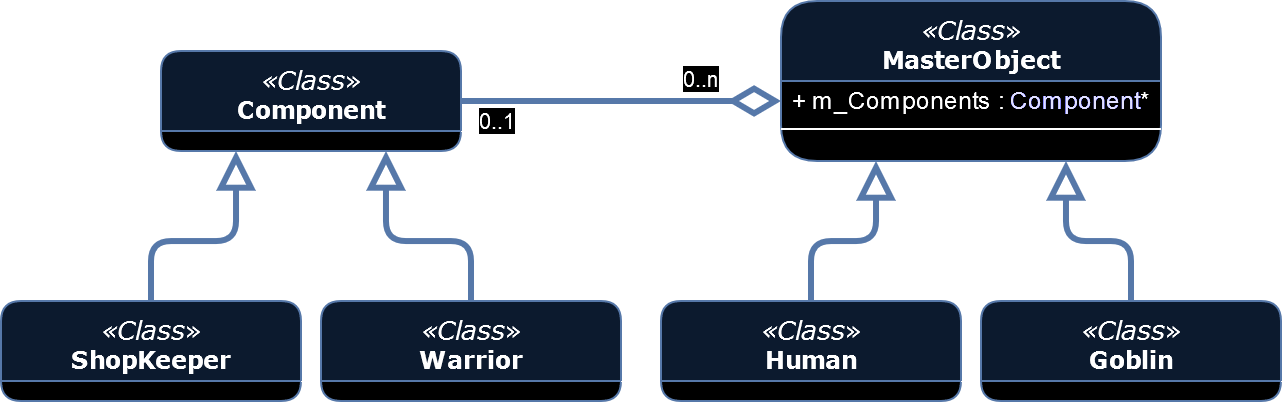 «Class»
Component
0..1
0..n
«Class»
MasterObject
+ m_Components : Component*
«Class»
ShopKeeper
«Class»
Warrior
«Class»
Human
«Class»
Goblin